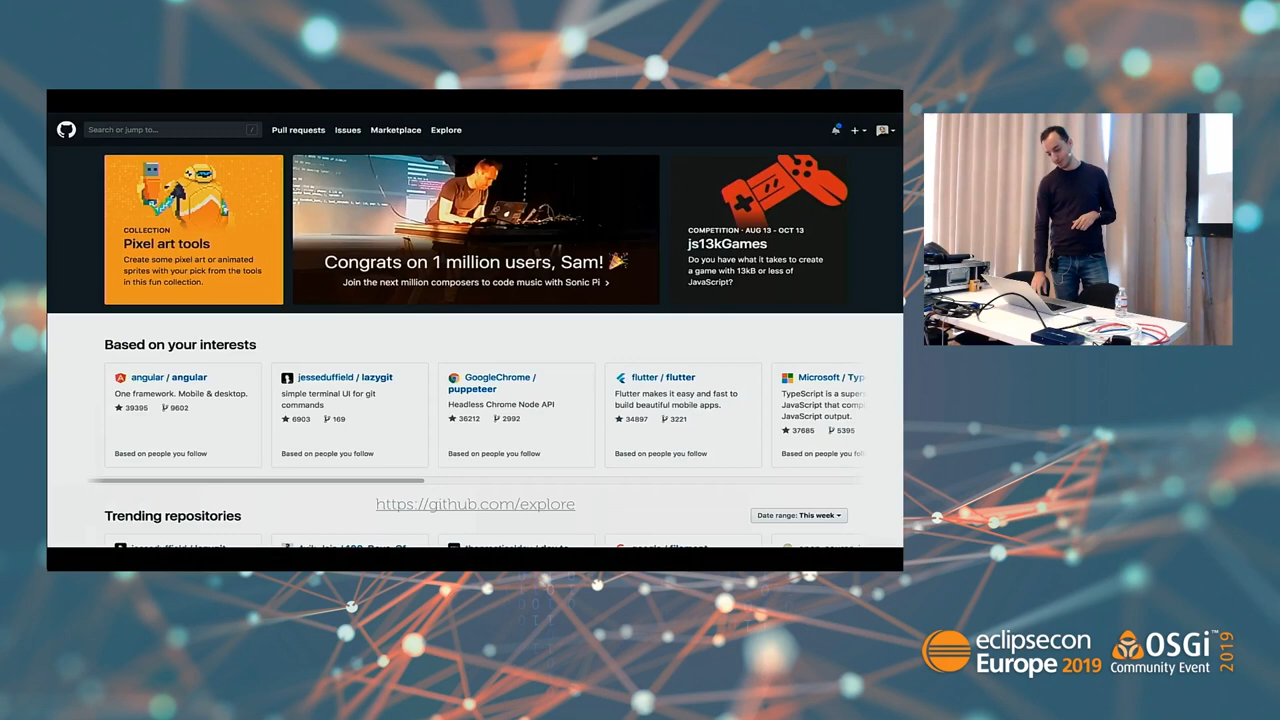 Search or jump to...
/
Pull requests
Issues
Marketplace
Explore
COLLECTION
Pixel art tools
Create some pixel art or animated
sprites with your pick from the tools
in this fun collection.
Congrats on 1 million users, Sam! 🎉
Join the next million composers to code music with Sonic Pi >
COMPETITION · AUG 13 - OCT 13
js13kGames
Do you have what it takes to create
a game with 13kB or less of
JavaScript?
Based on your interests
angular / angular
One framework. Mobile & desktop.
39395 9602
Based on people you follow
jesseduffield / lazygit
simple terminal UI for git
commands
6903 169
Based on people you follow
GoogleChrome /
puppeteer
Headless Chrome Node API
36212 2992
Based on people you follow
flutter / flutter
Flutter makes it easy and fast to
build beautiful mobile apps.
34897 3221
Based on people you follow
Microsoft / Typ
TypeScript is a supers
JavaScript that comp
JavaScript output.
37685 5395
Based on people you fol
https://github.com/explore
Trending repositories
Date range: This week
eclipsecon
Europe 2019
OSGi™
Community Event
2019